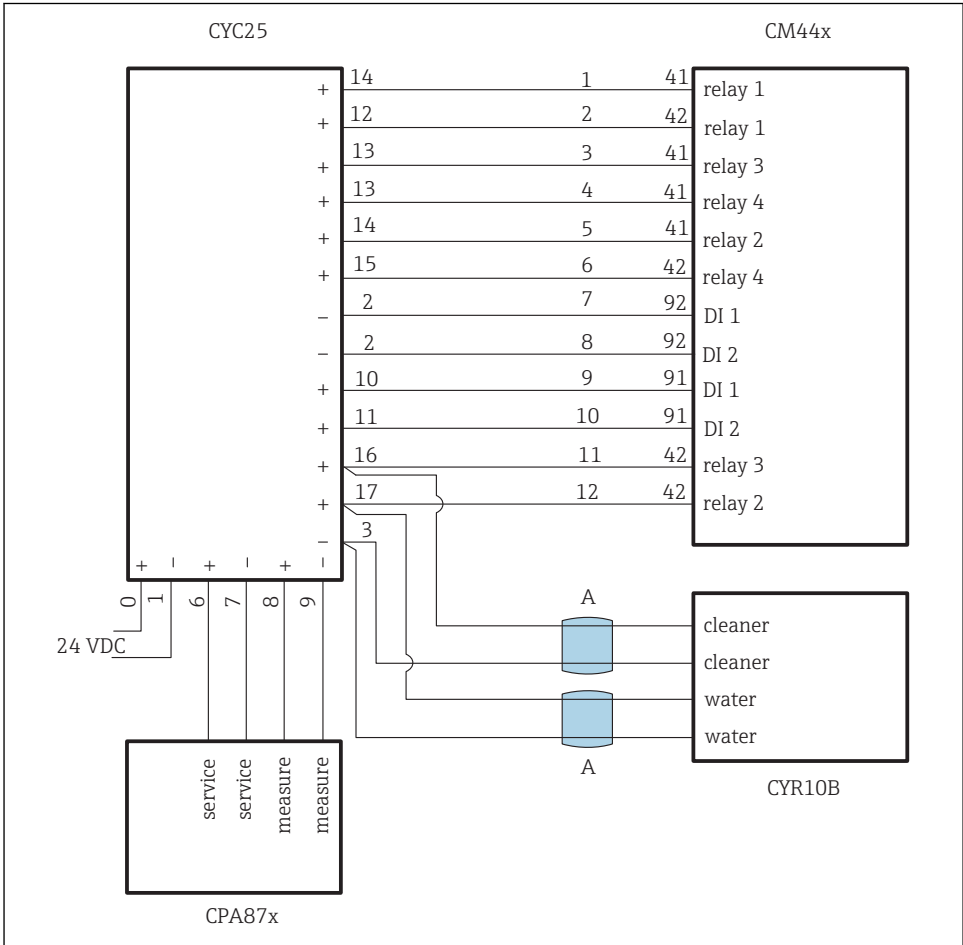 CYC25 CM44x
+ 14 1 41 relay 1
+ 12 2 42 relay 1
+ 13 3 41 relay 3
+ 13 4 41 relay 4
+ 14 5 41 relay 2
+ 15 6 42 relay 4
− 2 7 92 DI 1
− 2 8 92 DI 2
+ 10 9 91 DI 1
+ 11 10 91 DI 2
+ 16 11 42 relay 3
+ 17 12 42 relay 2
− 3
+ − + − + −
0 1 6 7 8 9
24 VDC
A
cleaner
cleaner
water
water
A
CYR10B
service service measure measure
CPA87x